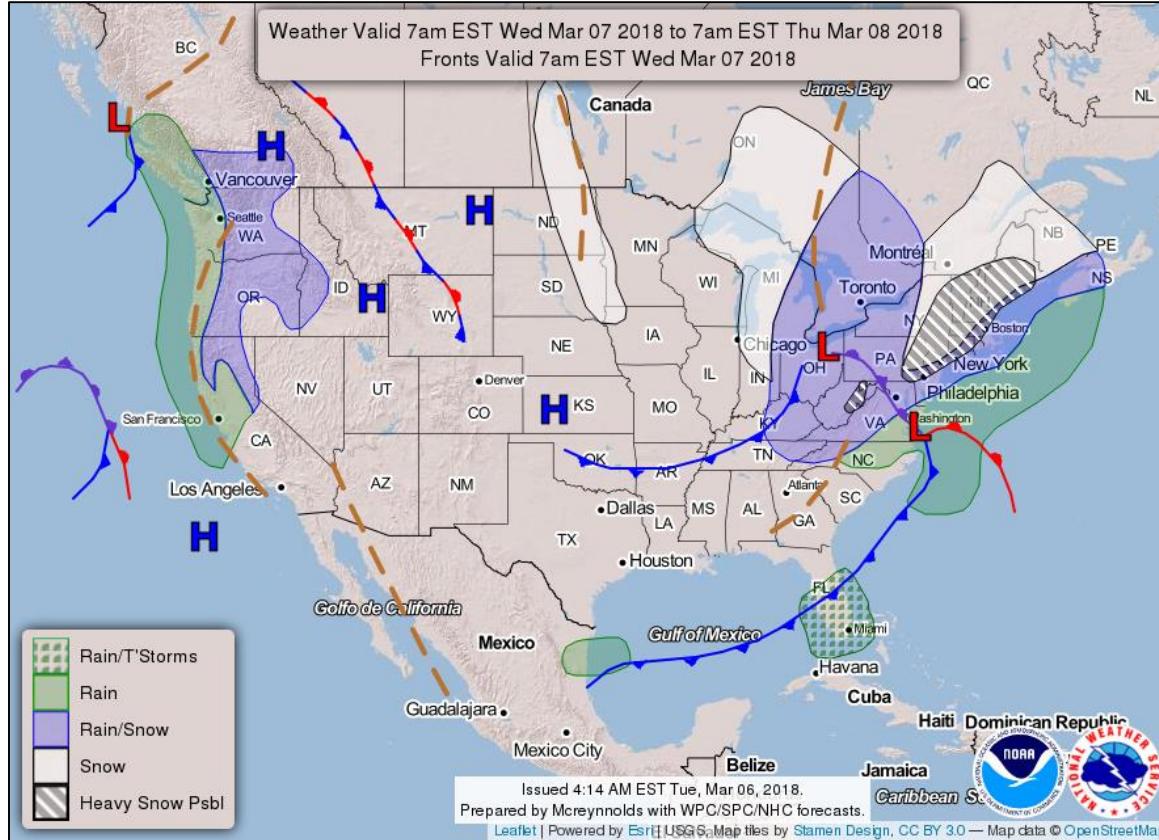 Weather Valid 7am EST Wed Mar 07 2018 to 7am EST Thu Mar 08 2018
Fronts Valid 7am EST Wed Mar 07 2018
BC
Canada
James Bay
QC
NL
ON
L
H
Vancouver
Seattle
WA
MT
H
ND
MN
Montréal
NB
PE
NS
OR
ID
H
SD
WI
MI
Toronto
NY
NH
Boston
WY
IA
Chicago
L
PA
New York
NE
IL
IN
OH
Philadelphia
NV
UT
Denver
CO
H
KS
MO
KY
VA
Washington
L
San Francisco
CA
OK
AR
TN
NC
Los Angeles
AZ
NM
Dallas
MS
AL
Atlanta
GA
SC
H
TX
LA
Houston
FL
Golfo de California
Mexico
Gulf of Mexico
Miami
Havana
Cuba
Guadalajara
Mexico City
Haiti
Dominican Republic
Belize
Jamaica
Caribbean
Rain/T'Storms
Rain
Rain/Snow
Snow
Heavy Snow Psbl
NOAA
NATIONAL WEATHER SERVICE
Issued 4:14 AM EST Tue, Mar 06, 2018.
Prepared by Mcreynnolds with WPC/SPC/NHC forecasts.
Leaflet | Powered by Esri | USGS, Map tiles by Stamen Design, CC BY 3.0 — Map data © OpenStreetMa